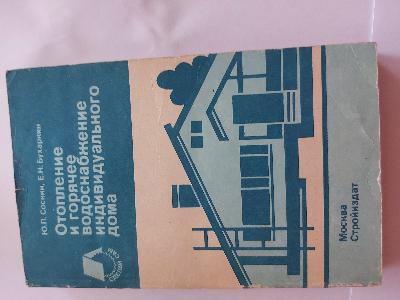 Ю.П. Соснин, Е.Н. Бухаркин
Отопление
и горячее
водоснабжение
индивидуального
дома
Москва
Стройиздат